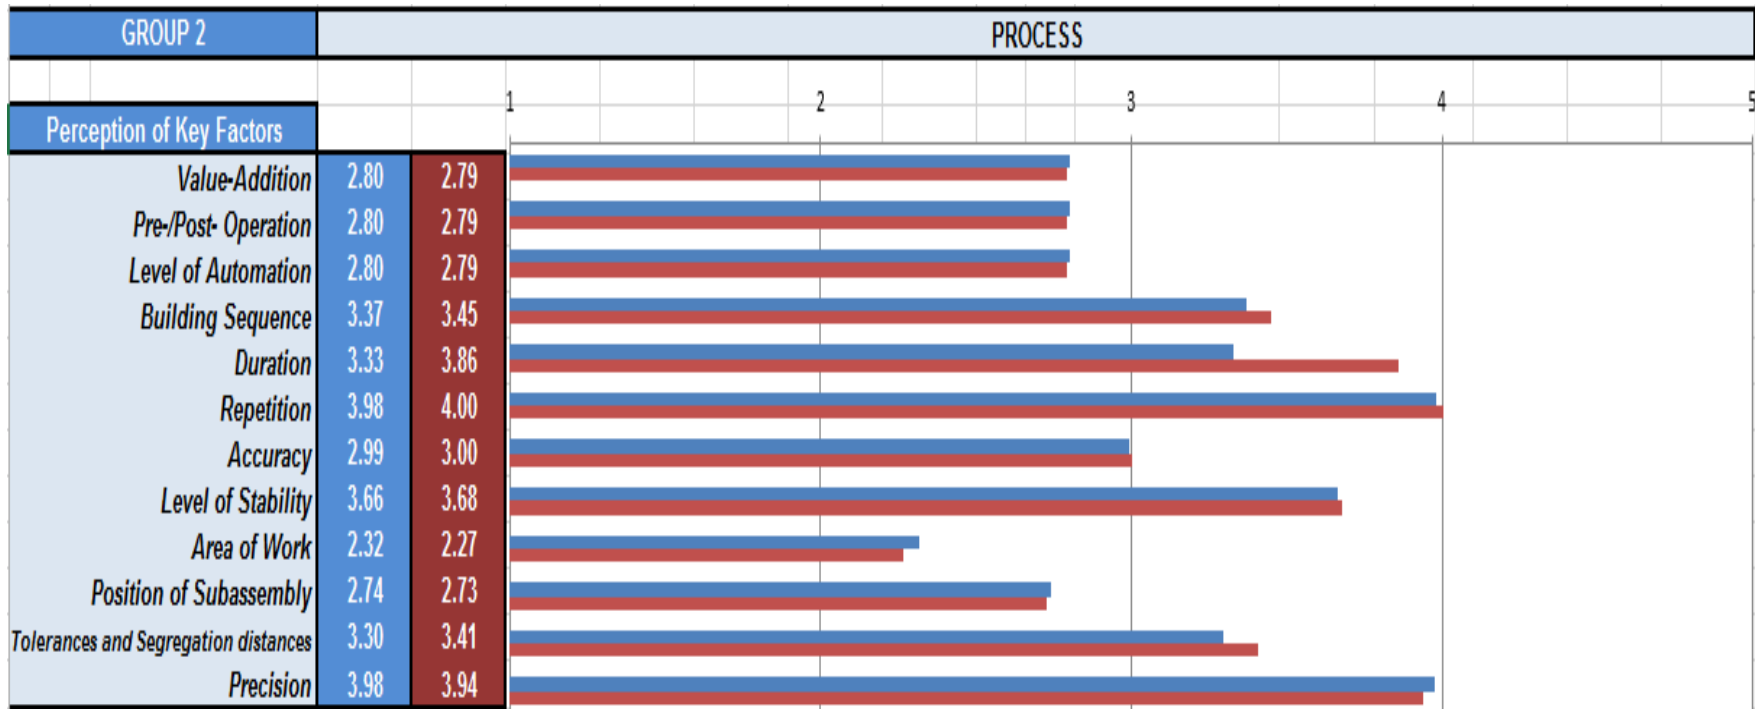 GROUP 2 PROCESS
1 2 3 4 5
Perception of Key Factors
Value-Addition 2.80 2.79
Pre-/Post- Operation 2.80 2.79
Level of Automation 2.80 2.79
Building Sequence 3.37 3.45
Duration 3.33 3.86
Repetition 3.98 4.00
Accuracy 2.99 3.00
Level of Stability 3.66 3.68
Area of Work 2.32 2.27
Position of Subassembly 2.74 2.73
Tolerances and Segregation distances 3.30 3.41
Precision 3.98 3.94